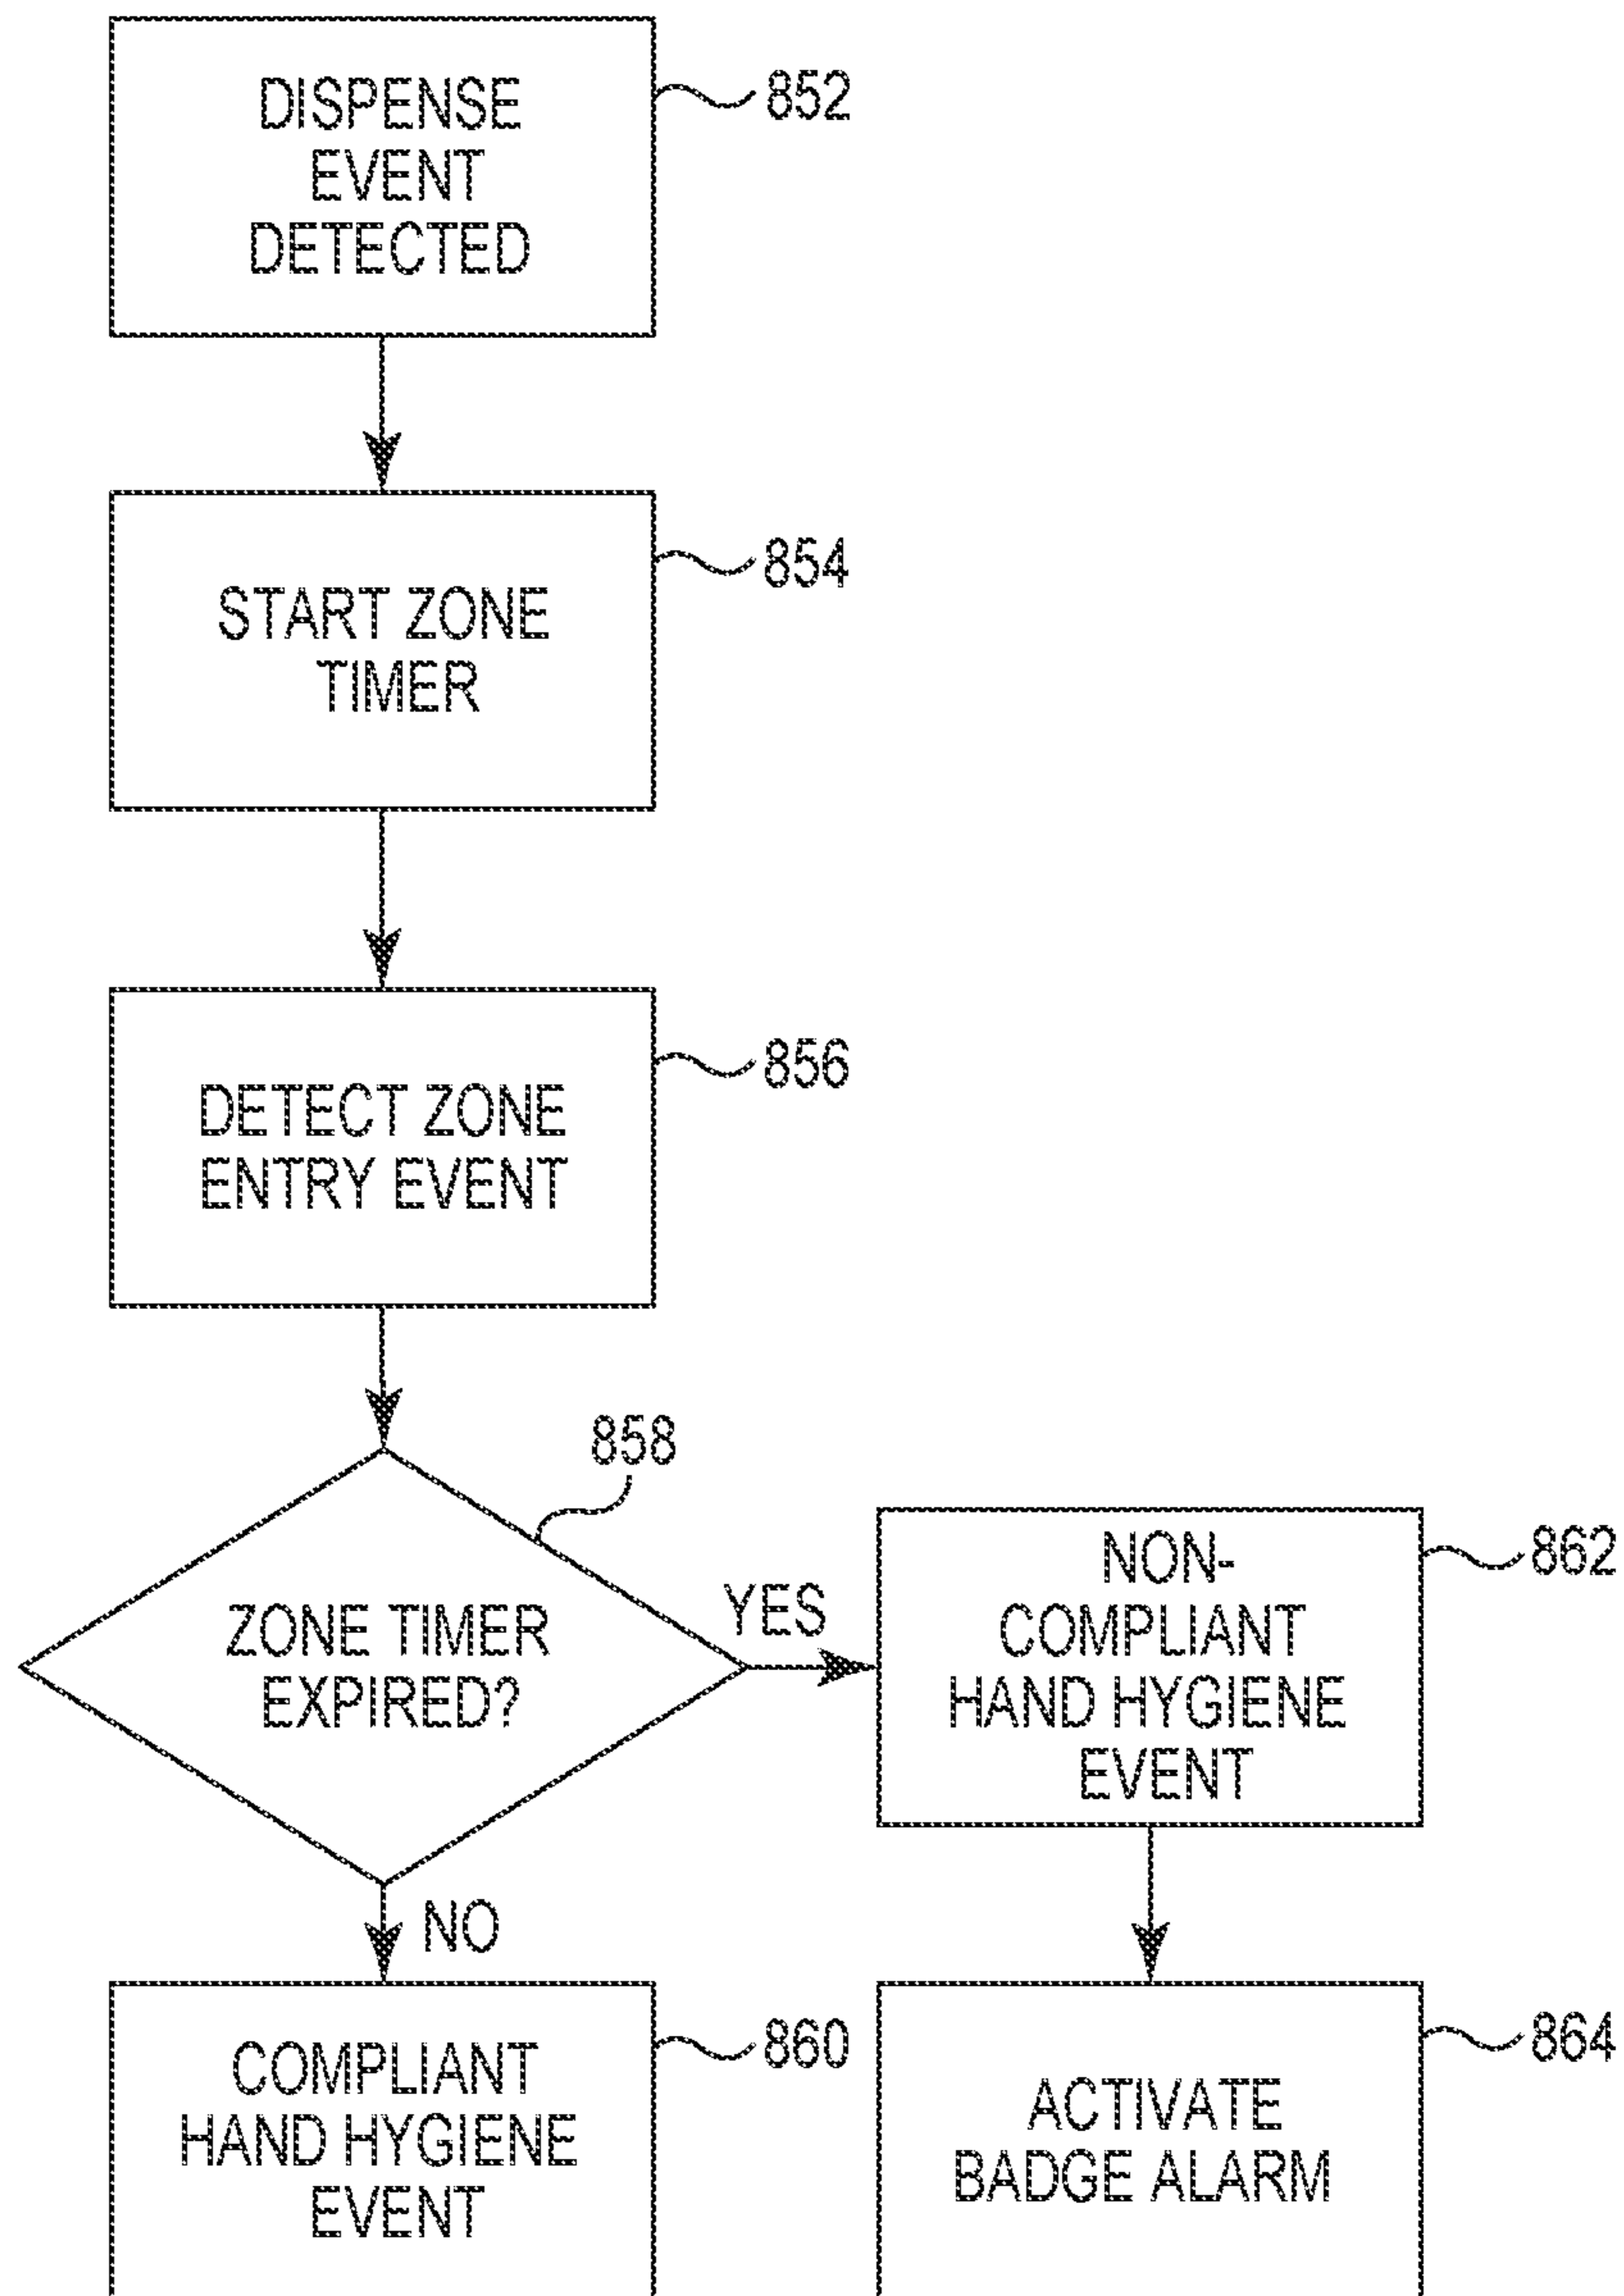 DISPENSE
EVENT
DETECTED
852
START ZONE
TIMER
854
DETECT ZONE
ENTRY EVENT
856
858
ZONE TIMER
EXPIRED?
YES
NO
NON-
COMPLIANT
HAND HYGIENE
EVENT
862
COMPLIANT
HAND HYGIENE
EVENT
860
ACTIVATE
BADGE ALARM
864